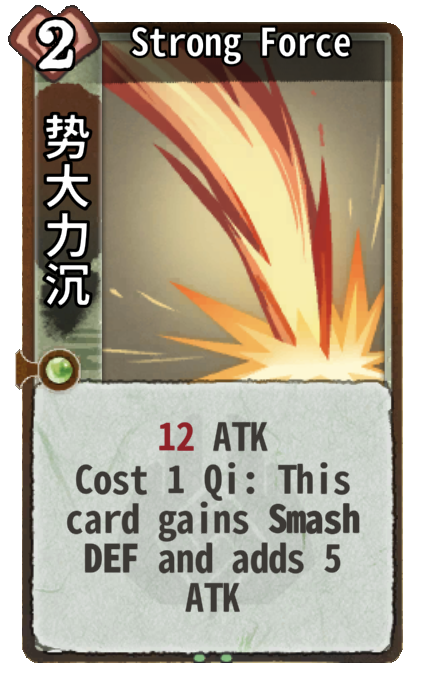 2
Strong Force
势大力沉
12 ATK
Cost 1 Qi: This
card gains Smash
DEF and adds 5
ATK